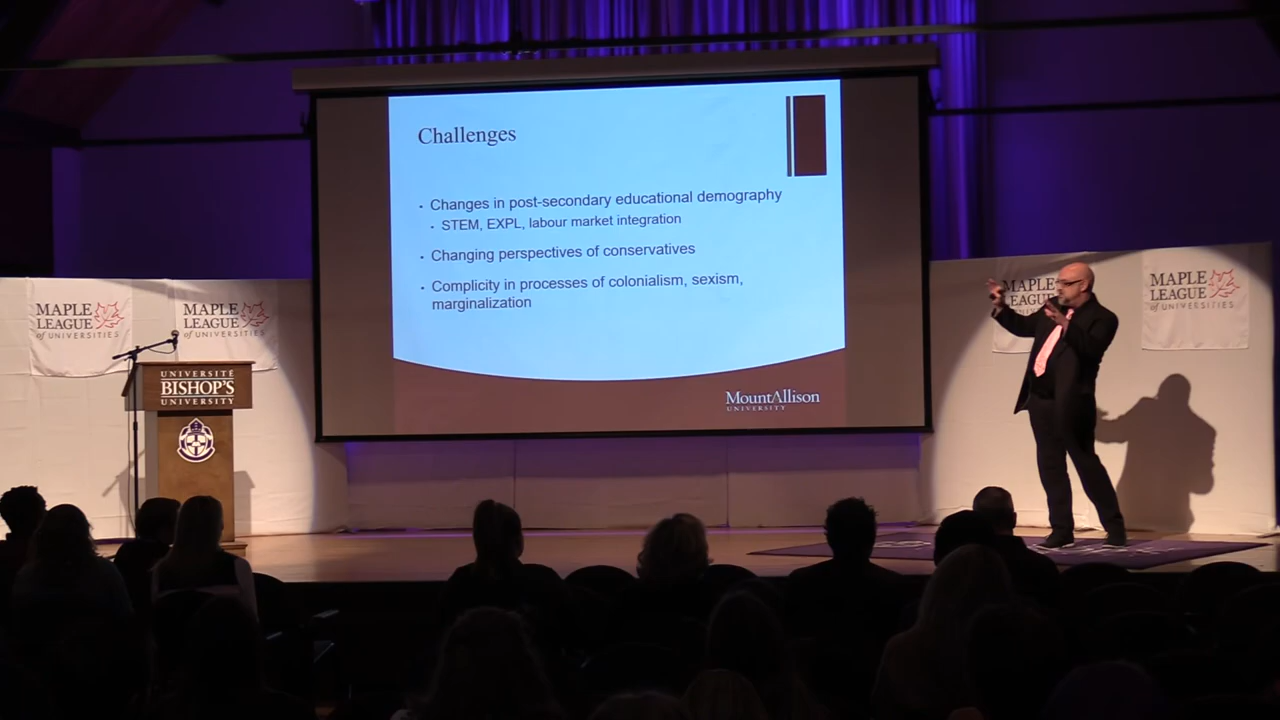 Challenges
· Changes in post-secondary educational demography
· STEM, EXPL, labour market integration
· Changing perspectives of conservatives
· Complicity in processes of colonialism, sexism,
marginalization
MountAllison
UNIVERSITY
MAPLE
LEAGUE
of UNIVERSITIES
MAPLE
LEAGUE
of UNIVERSITIES
UNIVERSITÉ
BISHOP'S
UNIVERSITY
MAPLE
LEAGUE
MAPLE
LEAGUE
of UNIVERSITIES